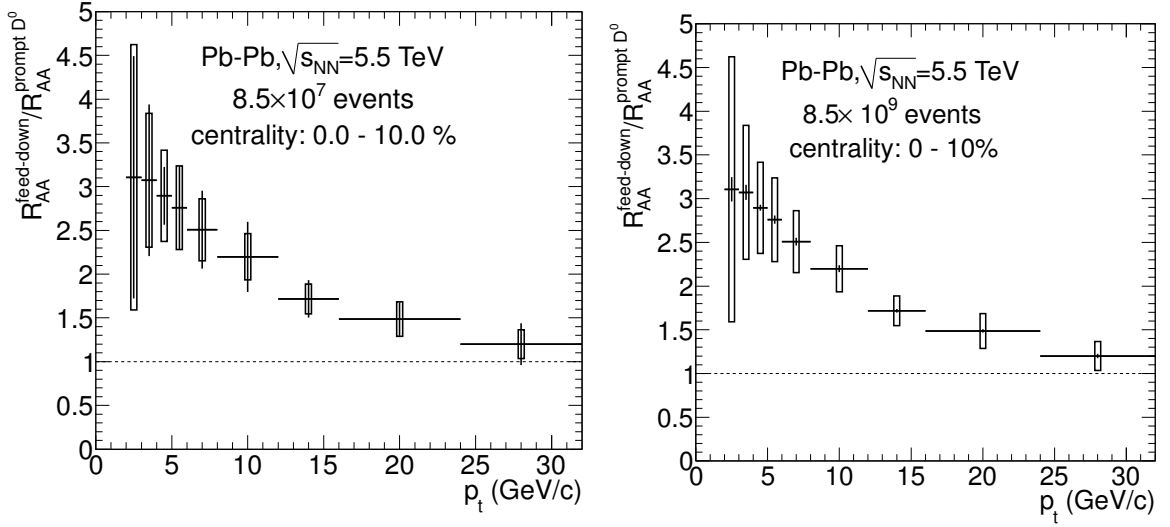 R_AA^feed-down/R_AA^prompt D^0
5
4.5
4
3.5
3
2.5
2
1.5
1
0.5
0
Pb-Pb,√s_NN=5.5 TeV
8.5×10^7 events
centrality: 0.0 - 10.0 %
0 5 10 15 20 25 30
p_t (GeV/c)
R_AA^feed-down/R_AA^prompt D^0
5
4.5
4
3.5
3
2.5
2
1.5
1
0.5
0
Pb-Pb,√s_NN=5.5 TeV
8.5× 10^9 events
centrality: 0 - 10%
0 5 10 15 20 25 30
p_t (GeV/c)